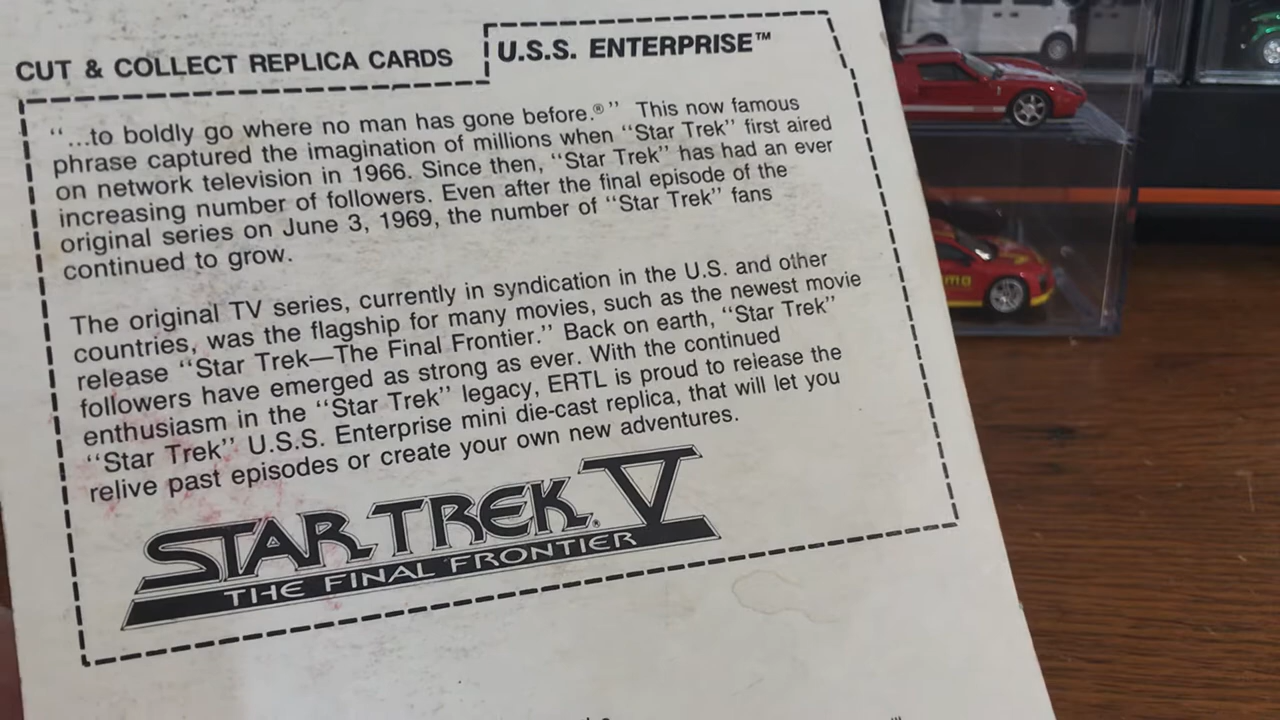 CUT & COLLECT REPLICA CARDS
U.S.S. ENTERPRISE™
“...to boldly go where no man has gone before.®” This now famous
phrase captured the imagination of millions when “Star Trek” first aired
on network television in 1966. Since then, “Star Trek” has had an ever
increasing number of followers. Even after the final episode of the
original series on June 3, 1969, the number of “Star Trek” fans
continued to grow.
The original TV series, currently in syndication in the U.S. and other
countries, was the flagship for many movies, such as the newest movie
release “Star Trek—The Final Frontier.” Back on earth, “Star Trek”
followers have emerged as strong as ever. With the continued
enthusiasm in the “Star Trek” legacy, ERTL is proud to release the
“Star Trek” U.S.S. Enterprise mini die-cast replica, that will let you
relive past episodes or create your own new adventures.
STAR TREK® V
THE FINAL FRONTIER